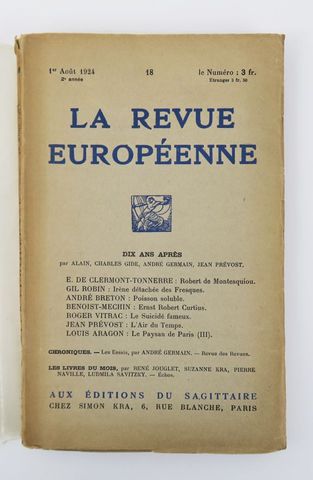 1er Août 1924 18 le Numéro : 3 fr.
2e année Étranger 3 fr. 50
LA REVUE
EUROPÉENNE
DIX ANS APRÈS
par ALAIN, CHARLES GIDE, ANDRÉ GERMAIN, JEAN PRÉVOST.
E. DE CLERMONT-TONNERRE : Robert de Montesquiou.
GIL ROBIN : Irène détachée des Fresques.
ANDRÉ BRETON : Poisson soluble.
BENOIST-MECHIN : Ernst Robert Curtius.
ROGER VITRAC : Le Suicidé fameux.
JEAN PRÉVOST : L'Air du Temps.
LOUIS ARAGON : Le Paysan de Paris (III).
CHRONIQUES. — Les Essais, par ANDRÉ GERMAIN. — Revue des Revues.
LES LIVRES DU MOIS, par RENÉ JOUGLET, SUZANNE KRA, PIERRE
NAVILLE, LUDMILA SAVITZKY. — Échos.
AUX ÉDITIONS DU SAGITTAIRE
CHEZ SIMON KRA, 6, RUE BLANCHE, PARIS